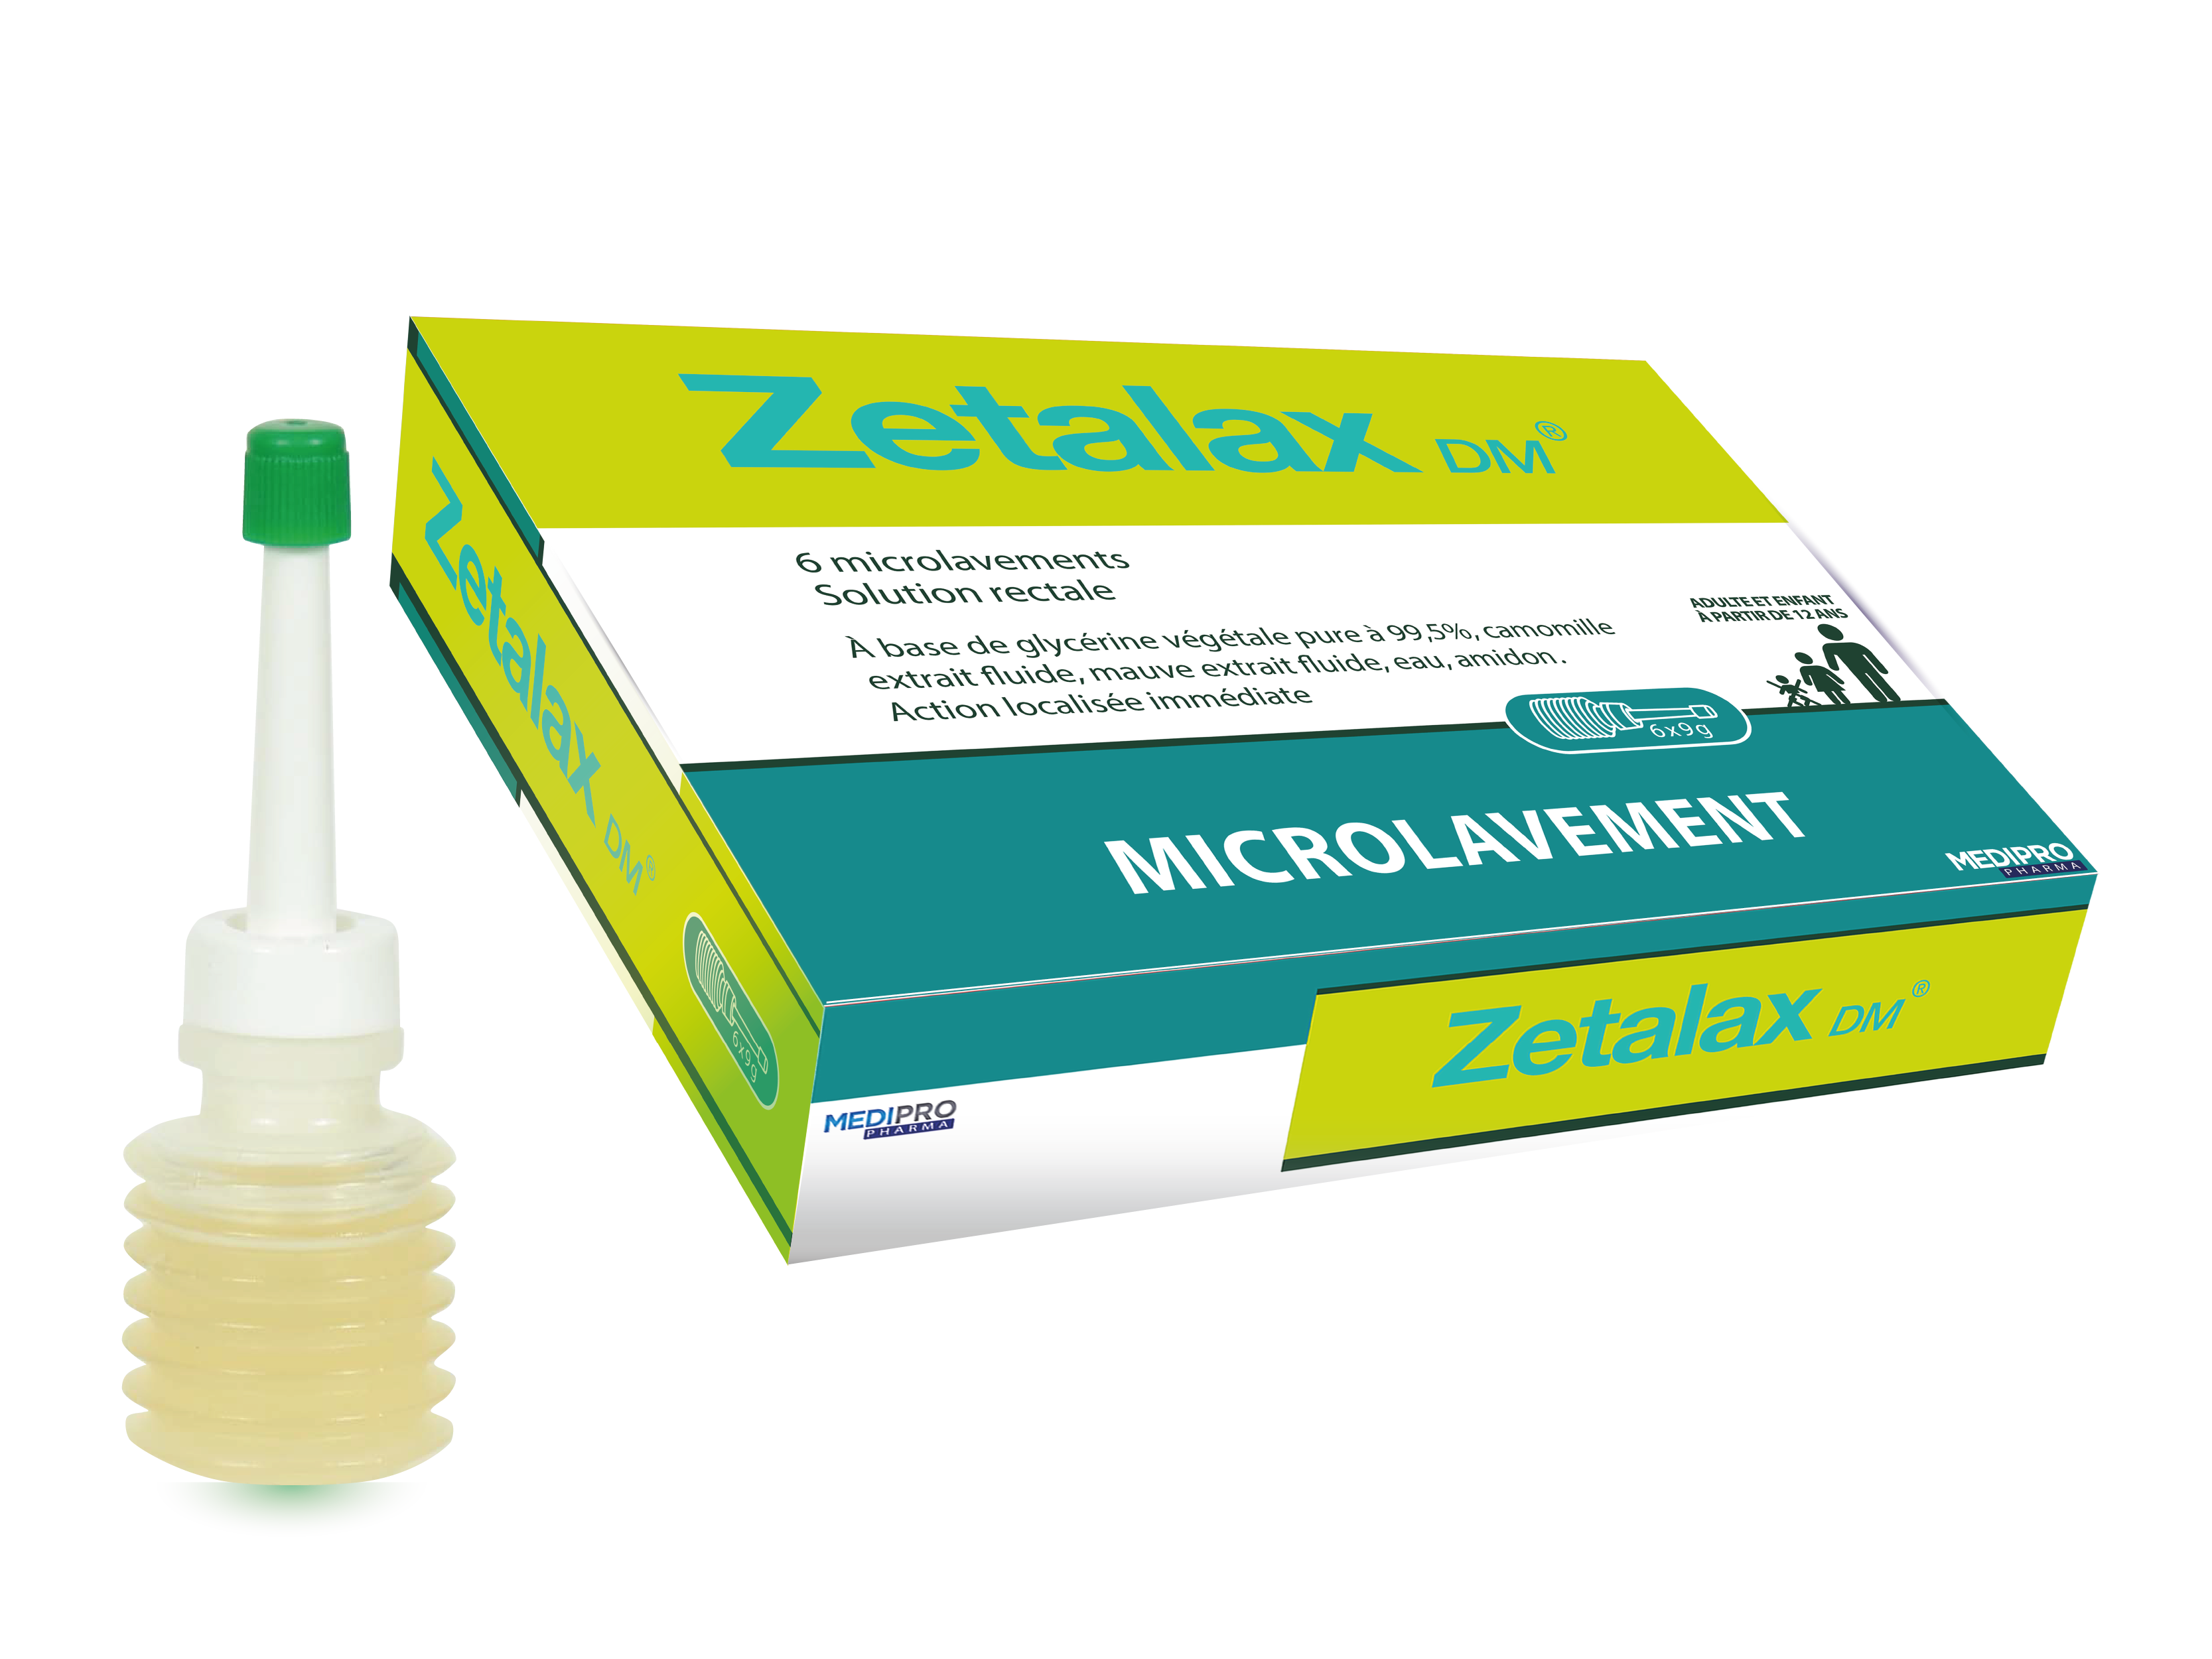 Zetalax DM®
6 microlavements
Solution rectale
À base de glycérine végétale pure à 99,5%, camomille
extrait fluide, mauve extrait fluide, eau, amidon.
Action localisée immédiate
ADULTE ET ENFANT
À PARTIR DE 12 ANS
6x9g
MICROLAVEMENT
MEDIPRO
PHARMA
Zetalax DM®
6x9g
MEDIPRO
PHARMA
Zetalax DM®